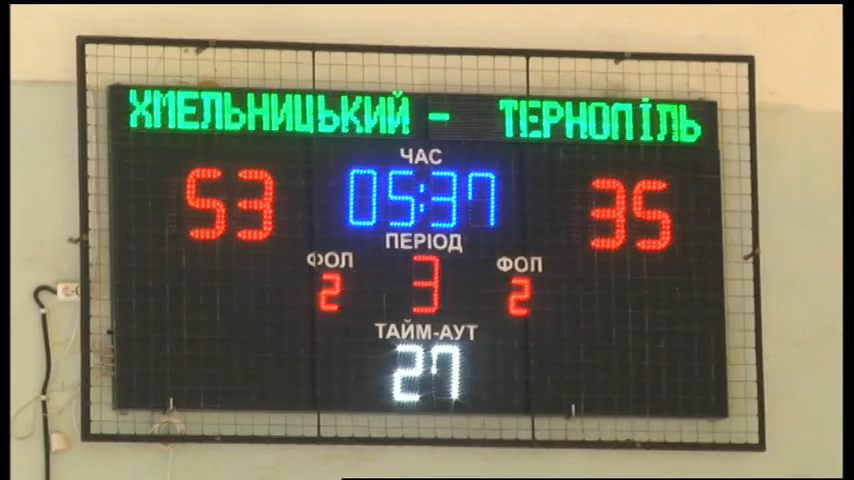 ХМЕЛЬНИЦЬКИЙ - ТЕРНОПІЛЬ
ЧАС
53 05:37 35
ПЕРІОД
ФОЛ ФОЛ
2 3 2
ТАЙМ-АУТ
27